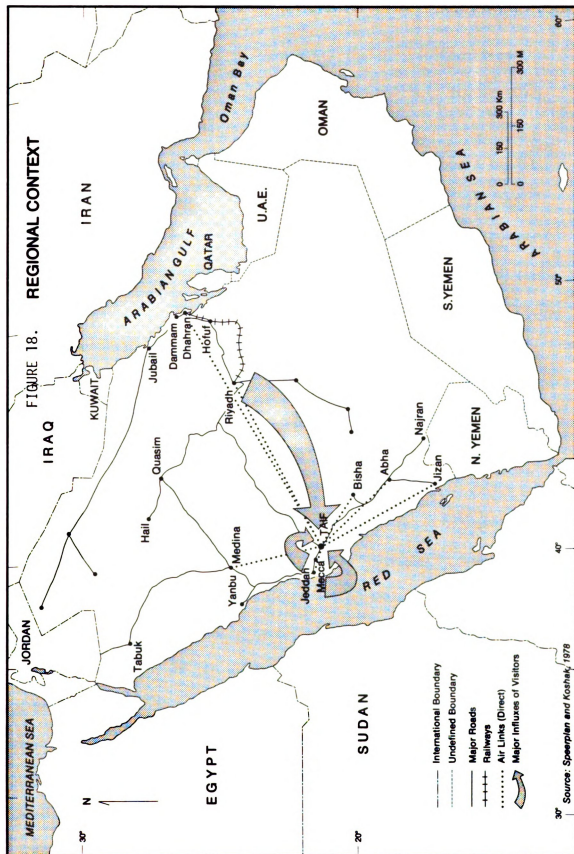 FIGURE 18.   REGIONAL CONTEXT
MEDITERRANEAN SEA
JORDAN
IRAQ
KUWAIT
IRAN
30°
N
EGYPT
SUDAN
ARABIAN GULF
QATAR
U.A.E.
Oman Bay
OMAN
Tabuk
Hail
Quasim
Jubail
Dammam
Dhahran
Hofuf
Riyadh
Yanbu
Medina
Jeddah
Mecca
TAIF
Bisha
Abha
Najran
Jizan
RED SEA
N. YEMEN
S.YEMEN
ARABIAN SEA
20°
30°
40°
50°
60°
International Boundary
Undefined Boundary
Major Roads
Railways
Air Links (Direct)
Major Influxes of Visitors
0 150 300 Km
0 150 300 M
Source: Speerplan and Koshak, 1978